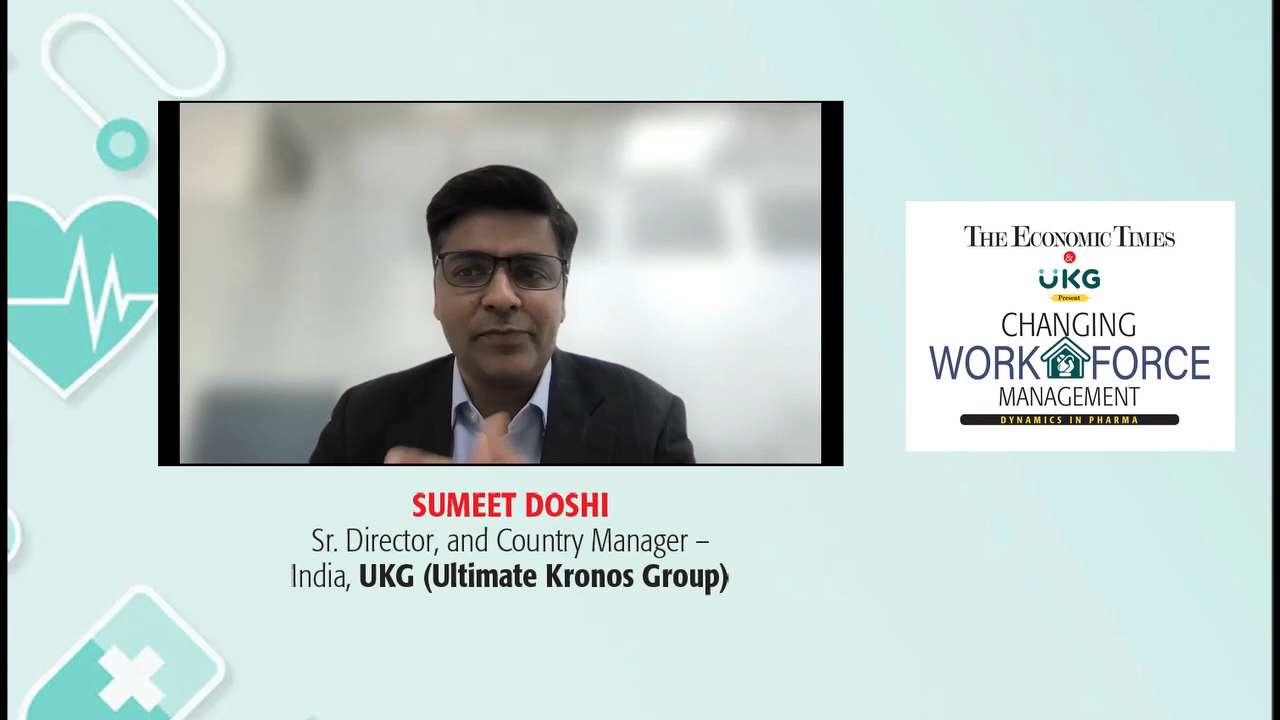 SUMEET DOSHI
Sr. Director, and Country Manager –
India, UKG (Ultimate Kronos Group)
THE ECONOMIC TIMES
&
UKG
Present
CHANGING
WORKFORCE
MANAGEMENT
DYNAMICS IN PHARMA